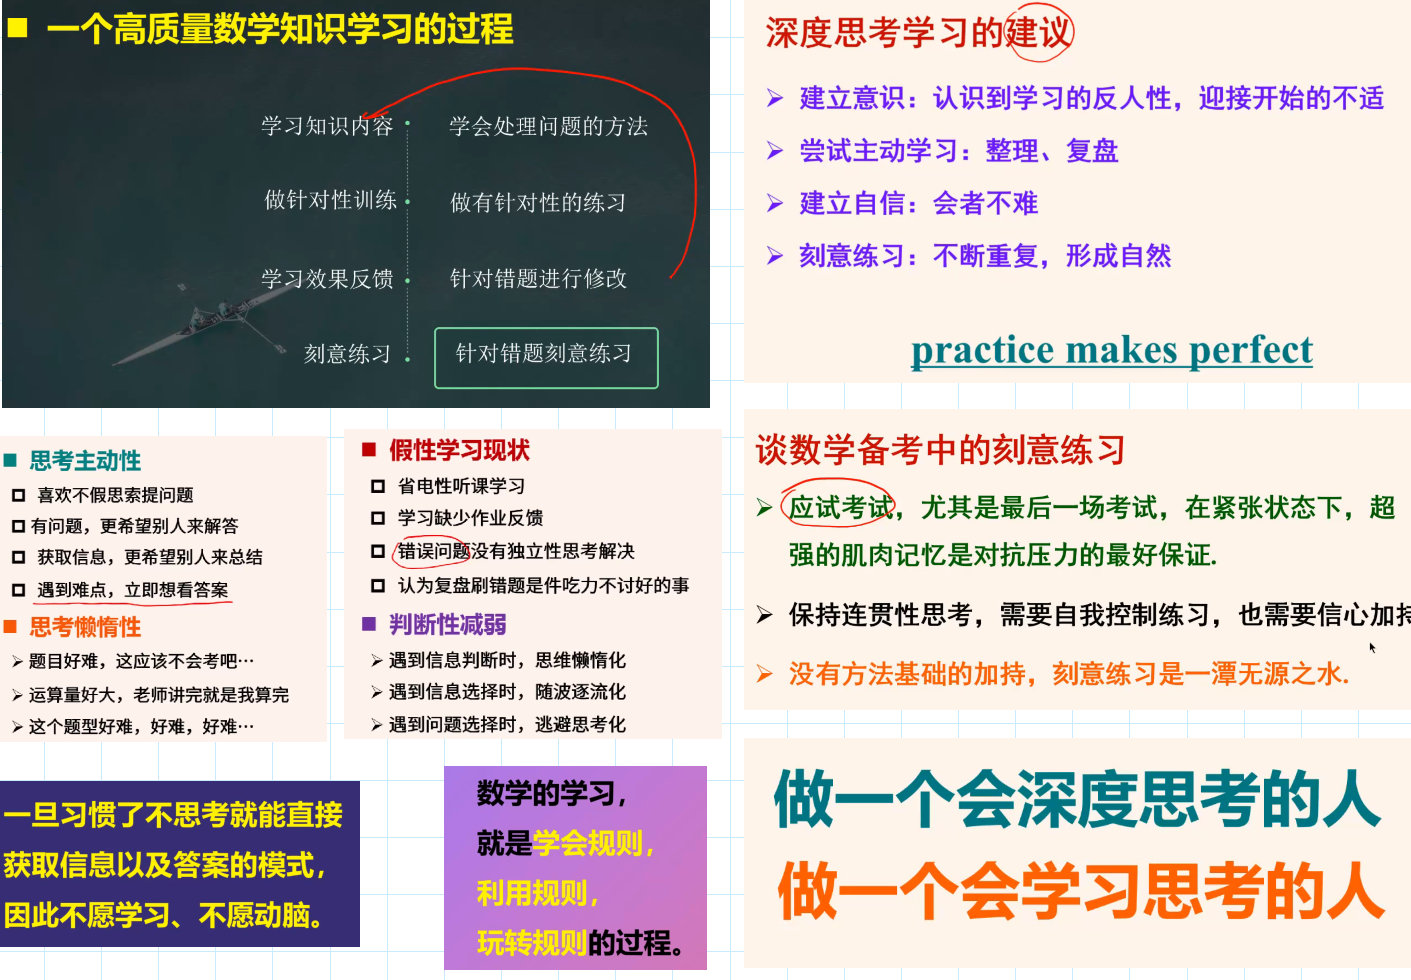 一个高质量数学知识学习的过程
学习知识内容 学会处理问题的方法
做针对性训练 做有针对性的练习
学习效果反馈 针对错题进行修改
刻意练习 针对错题刻意练习
深度思考学习的建议
建立意识：认识到学习的反人性，迎接开始的不适
尝试主动学习：整理、复盘
建立自信：会者不难
刻意练习：不断重复，形成自然
practice makes perfect
思考主动性
喜欢不假思索提问题
有问题，更希望别人来解答
获取信息，更希望别人来总结
遇到难点，立即想看答案
思考懒惰性
题目好难，这应该不会考吧…
运算量好大，老师讲完就是我算完
这个题型好难，好难，好难…
假性学习现状
省电性听课学习
学习缺少作业反馈
错误问题没有独立性思考解决
认为复盘刷错题是件吃力不讨好的事
判断性减弱
遇到信息判断时，思维懒惰化
遇到信息选择时，随波逐流化
遇到问题选择时，逃避思考化
谈数学备考中的刻意练习
应试考试，尤其是最后一场考试，在紧张状态下，超
强的肌肉记忆是对抗压力的最好保证.
保持连贯性思考，需要自我控制练习，也需要信心加持
没有方法基础的加持，刻意练习是一潭无源之水.
一旦习惯了不思考就能直接
获取信息以及答案的模式，
因此不愿学习、不愿动脑。
数学的学习，
就是学会规则，
利用规则，
玩转规则的过程。
做一个会深度思考的人
做一个会学习思考的人